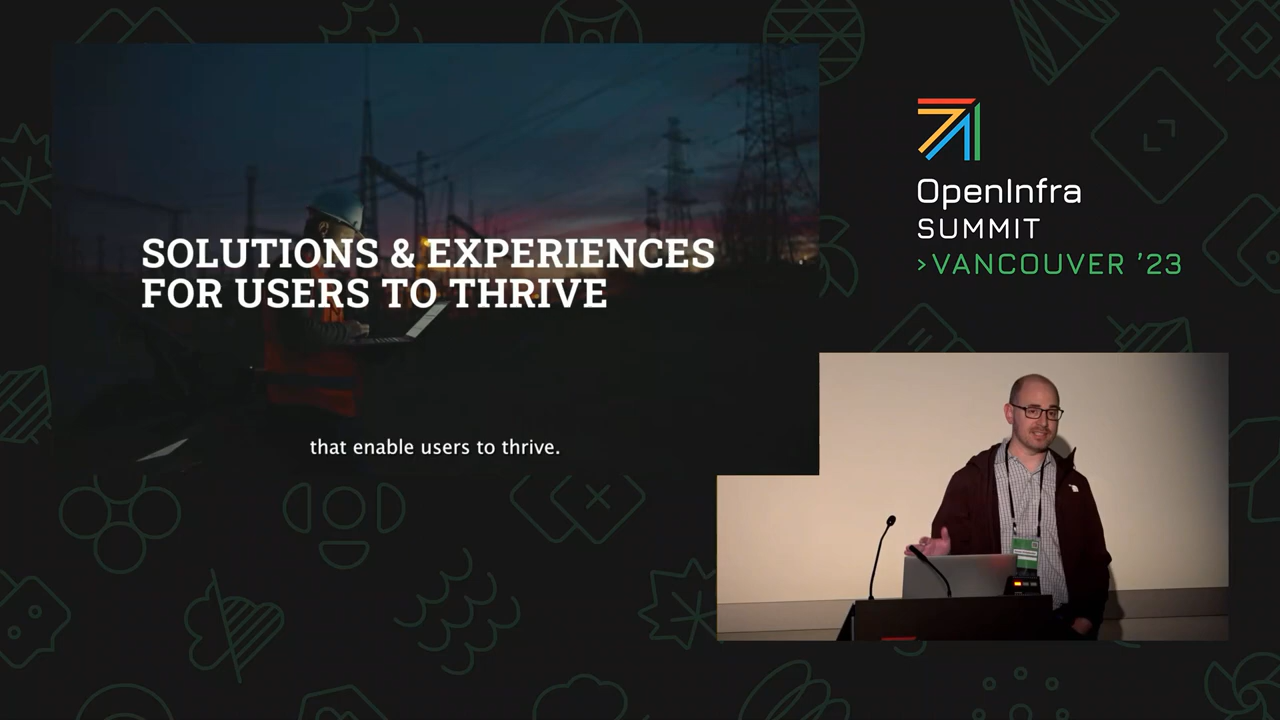 SOLUTIONS & EXPERIENCES
FOR USERS TO THRIVE
that enable users to thrive.
OpenInfra
SUMMIT
>VANCOUVER ’23